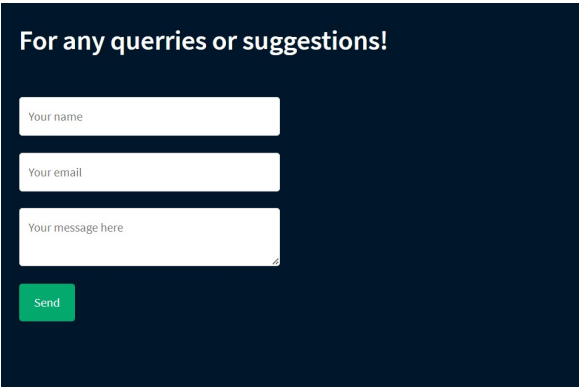 For any querries or suggestions!
Your name
Your email
Your message here
Send